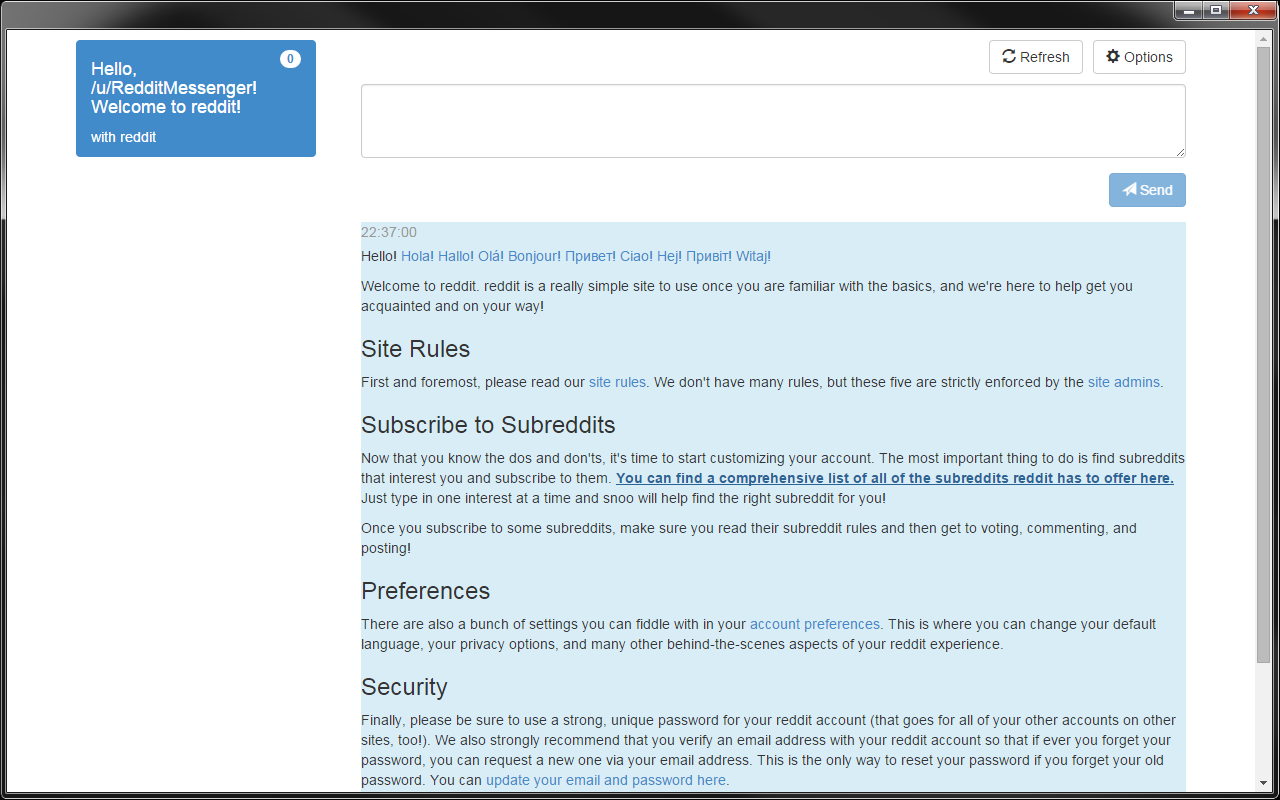 Hello,
/u/RedditMessenger!
Welcome to reddit!
0
with reddit
Refresh
Options
Send
22:37:00
Hello! Hola! Hallo! Olá! Bonjour! Привет! Ciao! Hej! Привіт! Witaj!
Welcome to reddit. reddit is a really simple site to use once you are familiar with the basics, and we're here to help get you
acquainted and on your way!
Site Rules
First and foremost, please read our site rules. We don't have many rules, but these five are strictly enforced by the site admins.
Subscribe to Subreddits
Now that you know the dos and don'ts, it's time to start customizing your account. The most important thing to do is find subreddits
that interest you and subscribe to them. You can find a comprehensive list of all of the subreddits reddit has to offer here.
Just type in one interest at a time and snoo will help find the right subreddit for you!
Once you subscribe to some subreddits, make sure you read their subreddit rules and then get to voting, commenting, and
posting!
Preferences
There are also a bunch of settings you can fiddle with in your account preferences. This is where you can change your default
language, your privacy options, and many other behind-the-scenes aspects of your reddit experience.
Security
Finally, please be sure to use a strong, unique password for your reddit account (that goes for all of your other accounts on other
sites, too!). We also strongly recommend that you verify an email address with your reddit account so that if ever you forget your
password, you can request a new one via your email address. This is the only way to reset your password if you forget your old
password. You can update your email and password here.